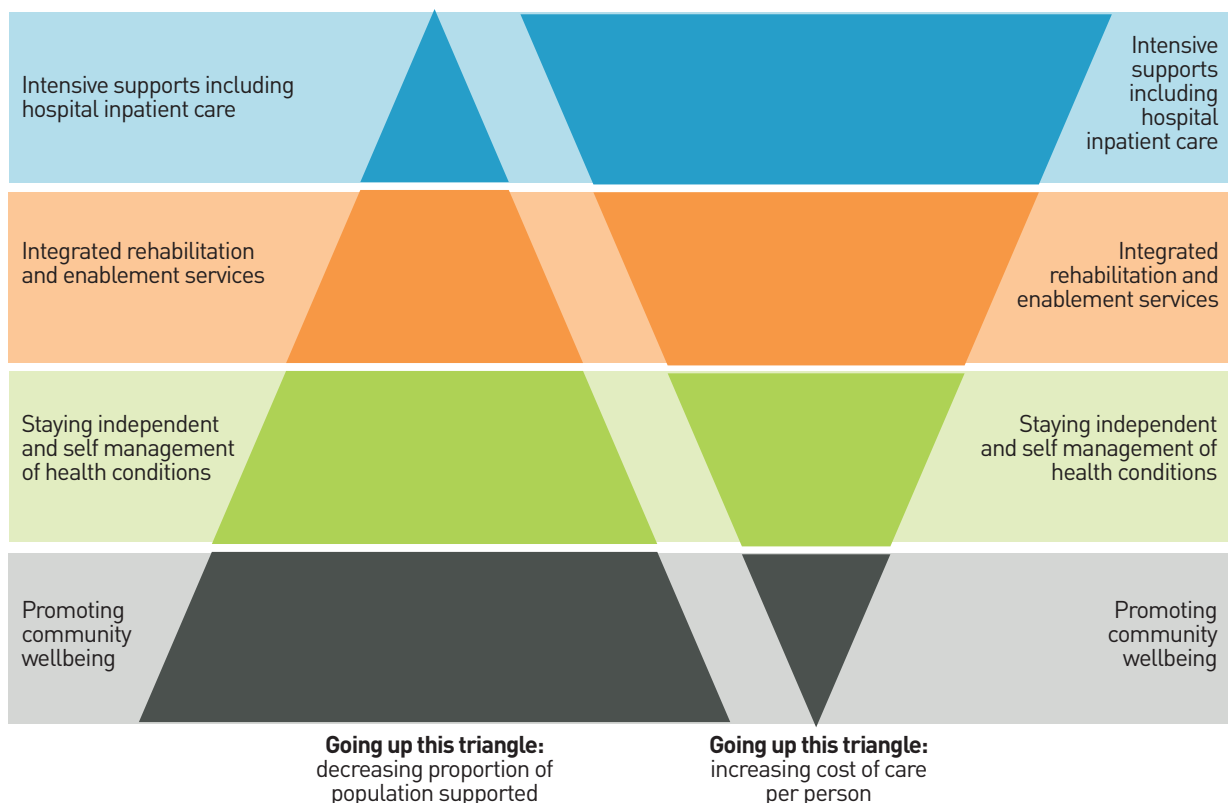 Intensive supports including
hospital inpatient care
Intensive
supports
including
hospital
inpatient care
Integrated rehabilitation
and enablement services
Integrated
rehabilitation and
enablement services
Staying independent
and self management
of health conditions
Staying independent
and self management of
health conditions
Promoting
community
wellbeing
Promoting
community
wellbeing
Going up this triangle:
decreasing proportion of
population supported
Going up this triangle:
increasing cost of care
per person